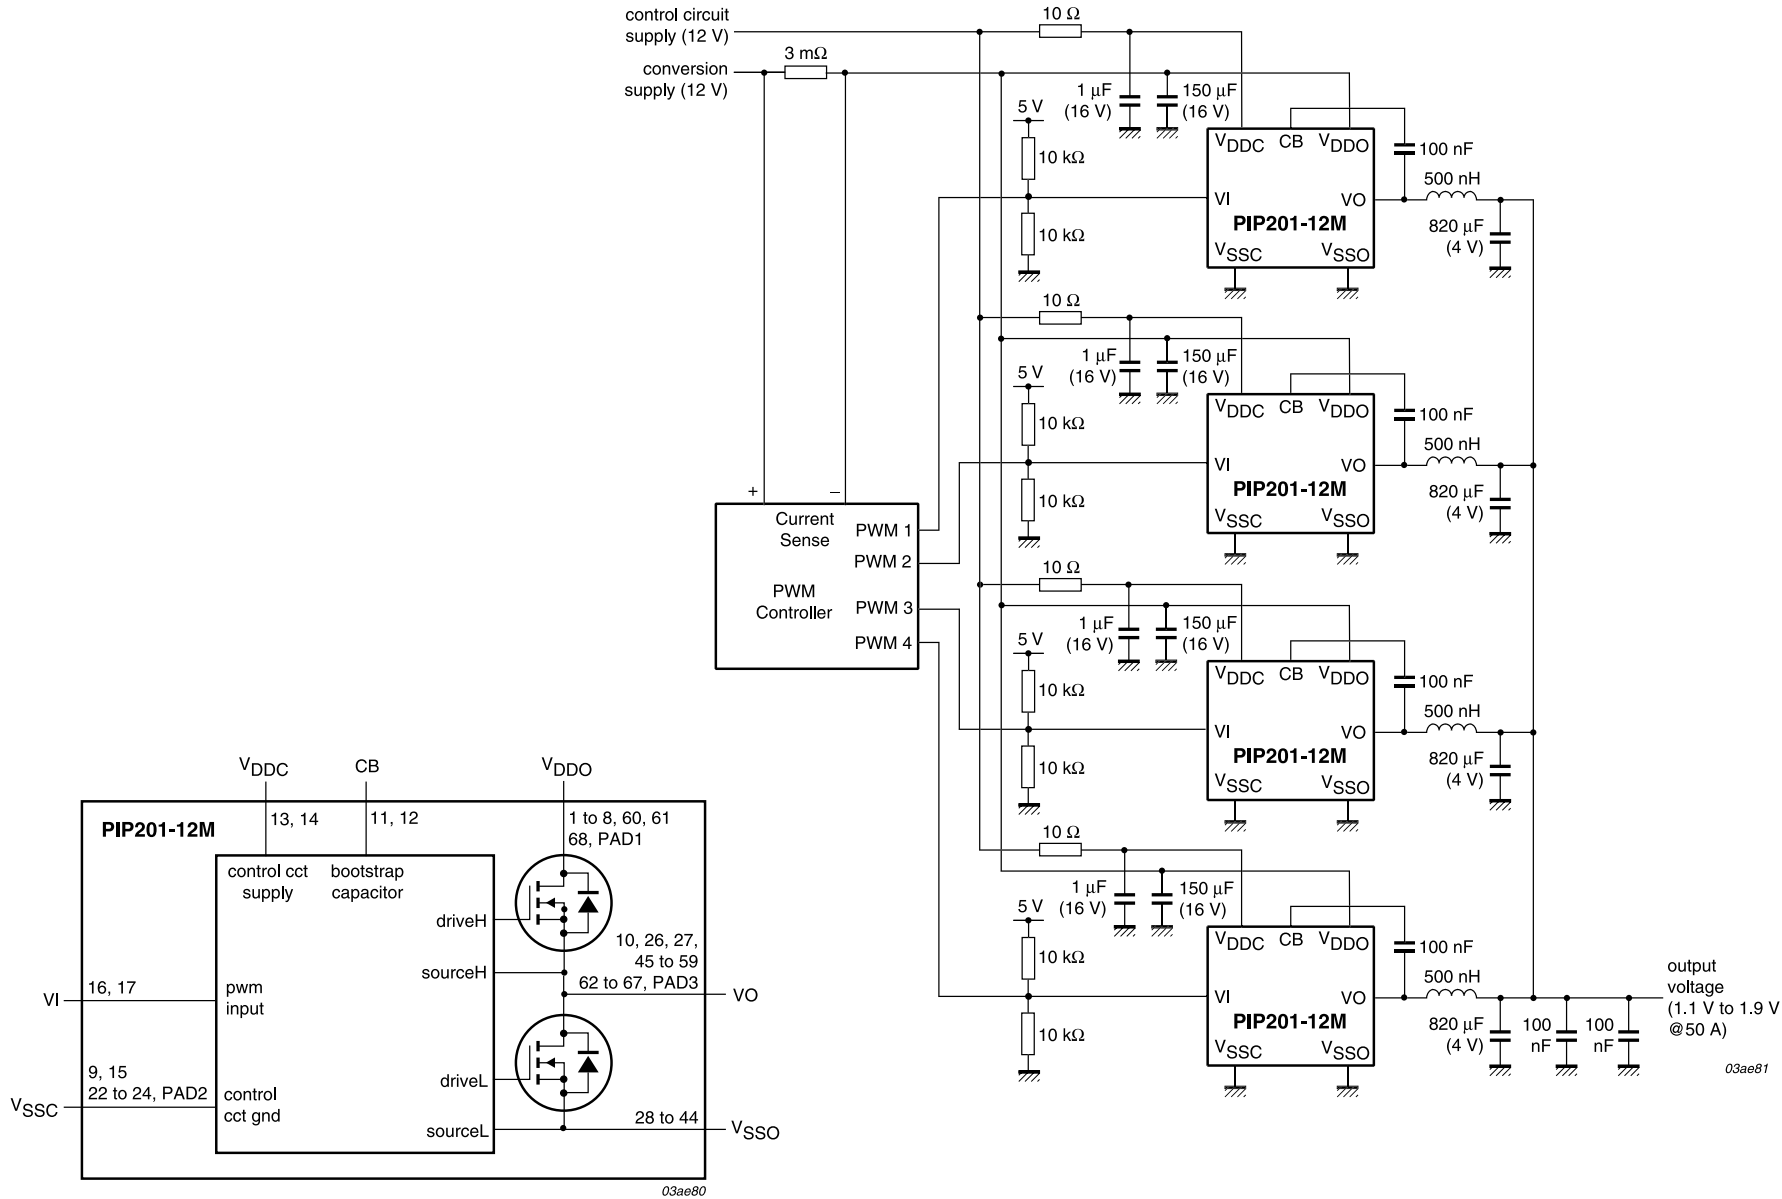 control circuit
supply (12 V)
10 Ω
3 mΩ
conversion
supply (12 V)
1 µF
(16 V)
150 µF
(16 V)
5 V
10 kΩ
10 kΩ
VDDC
CB
VDDO
VI
VO
PIP201-12M
VSSC
VSSO
100 nF
500 nH
820 µF
(4 V)
10 Ω
1 µF
(16 V)
150 µF
(16 V)
5 V
10 kΩ
10 kΩ
VDDC
CB
VDDO
VI
VO
PIP201-12M
VSSC
VSSO
100 nF
500 nH
820 µF
(4 V)
+
–
Current
Sense
PWM
Controller
PWM 1
PWM 2
PWM 3
PWM 4
10 Ω
1 µF
(16 V)
150 µF
(16 V)
5 V
10 kΩ
10 kΩ
VDDC
CB
VDDO
VI
VO
PIP201-12M
VSSC
VSSO
100 nF
500 nH
820 µF
(4 V)
10 Ω
1 µF
(16 V)
150 µF
(16 V)
5 V
10 kΩ
10 kΩ
VDDC
CB
VDDO
VI
VO
PIP201-12M
VSSC
VSSO
100 nF
500 nH
820 µF
(4 V)
100
nF
100
nF
output
voltage
(1.1 V to 1.9 V
@50 A)
03ae81
VDDC
CB
VDDO
PIP201-12M
13, 14
11, 12
1 to 8, 60, 61
68, PAD1
control cct
supply
bootstrap
capacitor
driveH
sourceH
10, 26, 27,
45 to 59
62 to 67, PAD3
VO
VI
16, 17
pwm
input
9, 15
22 to 24, PAD2
VSSC
control
cct gnd
driveL
sourceL
28 to 44
VSSO
03ae80